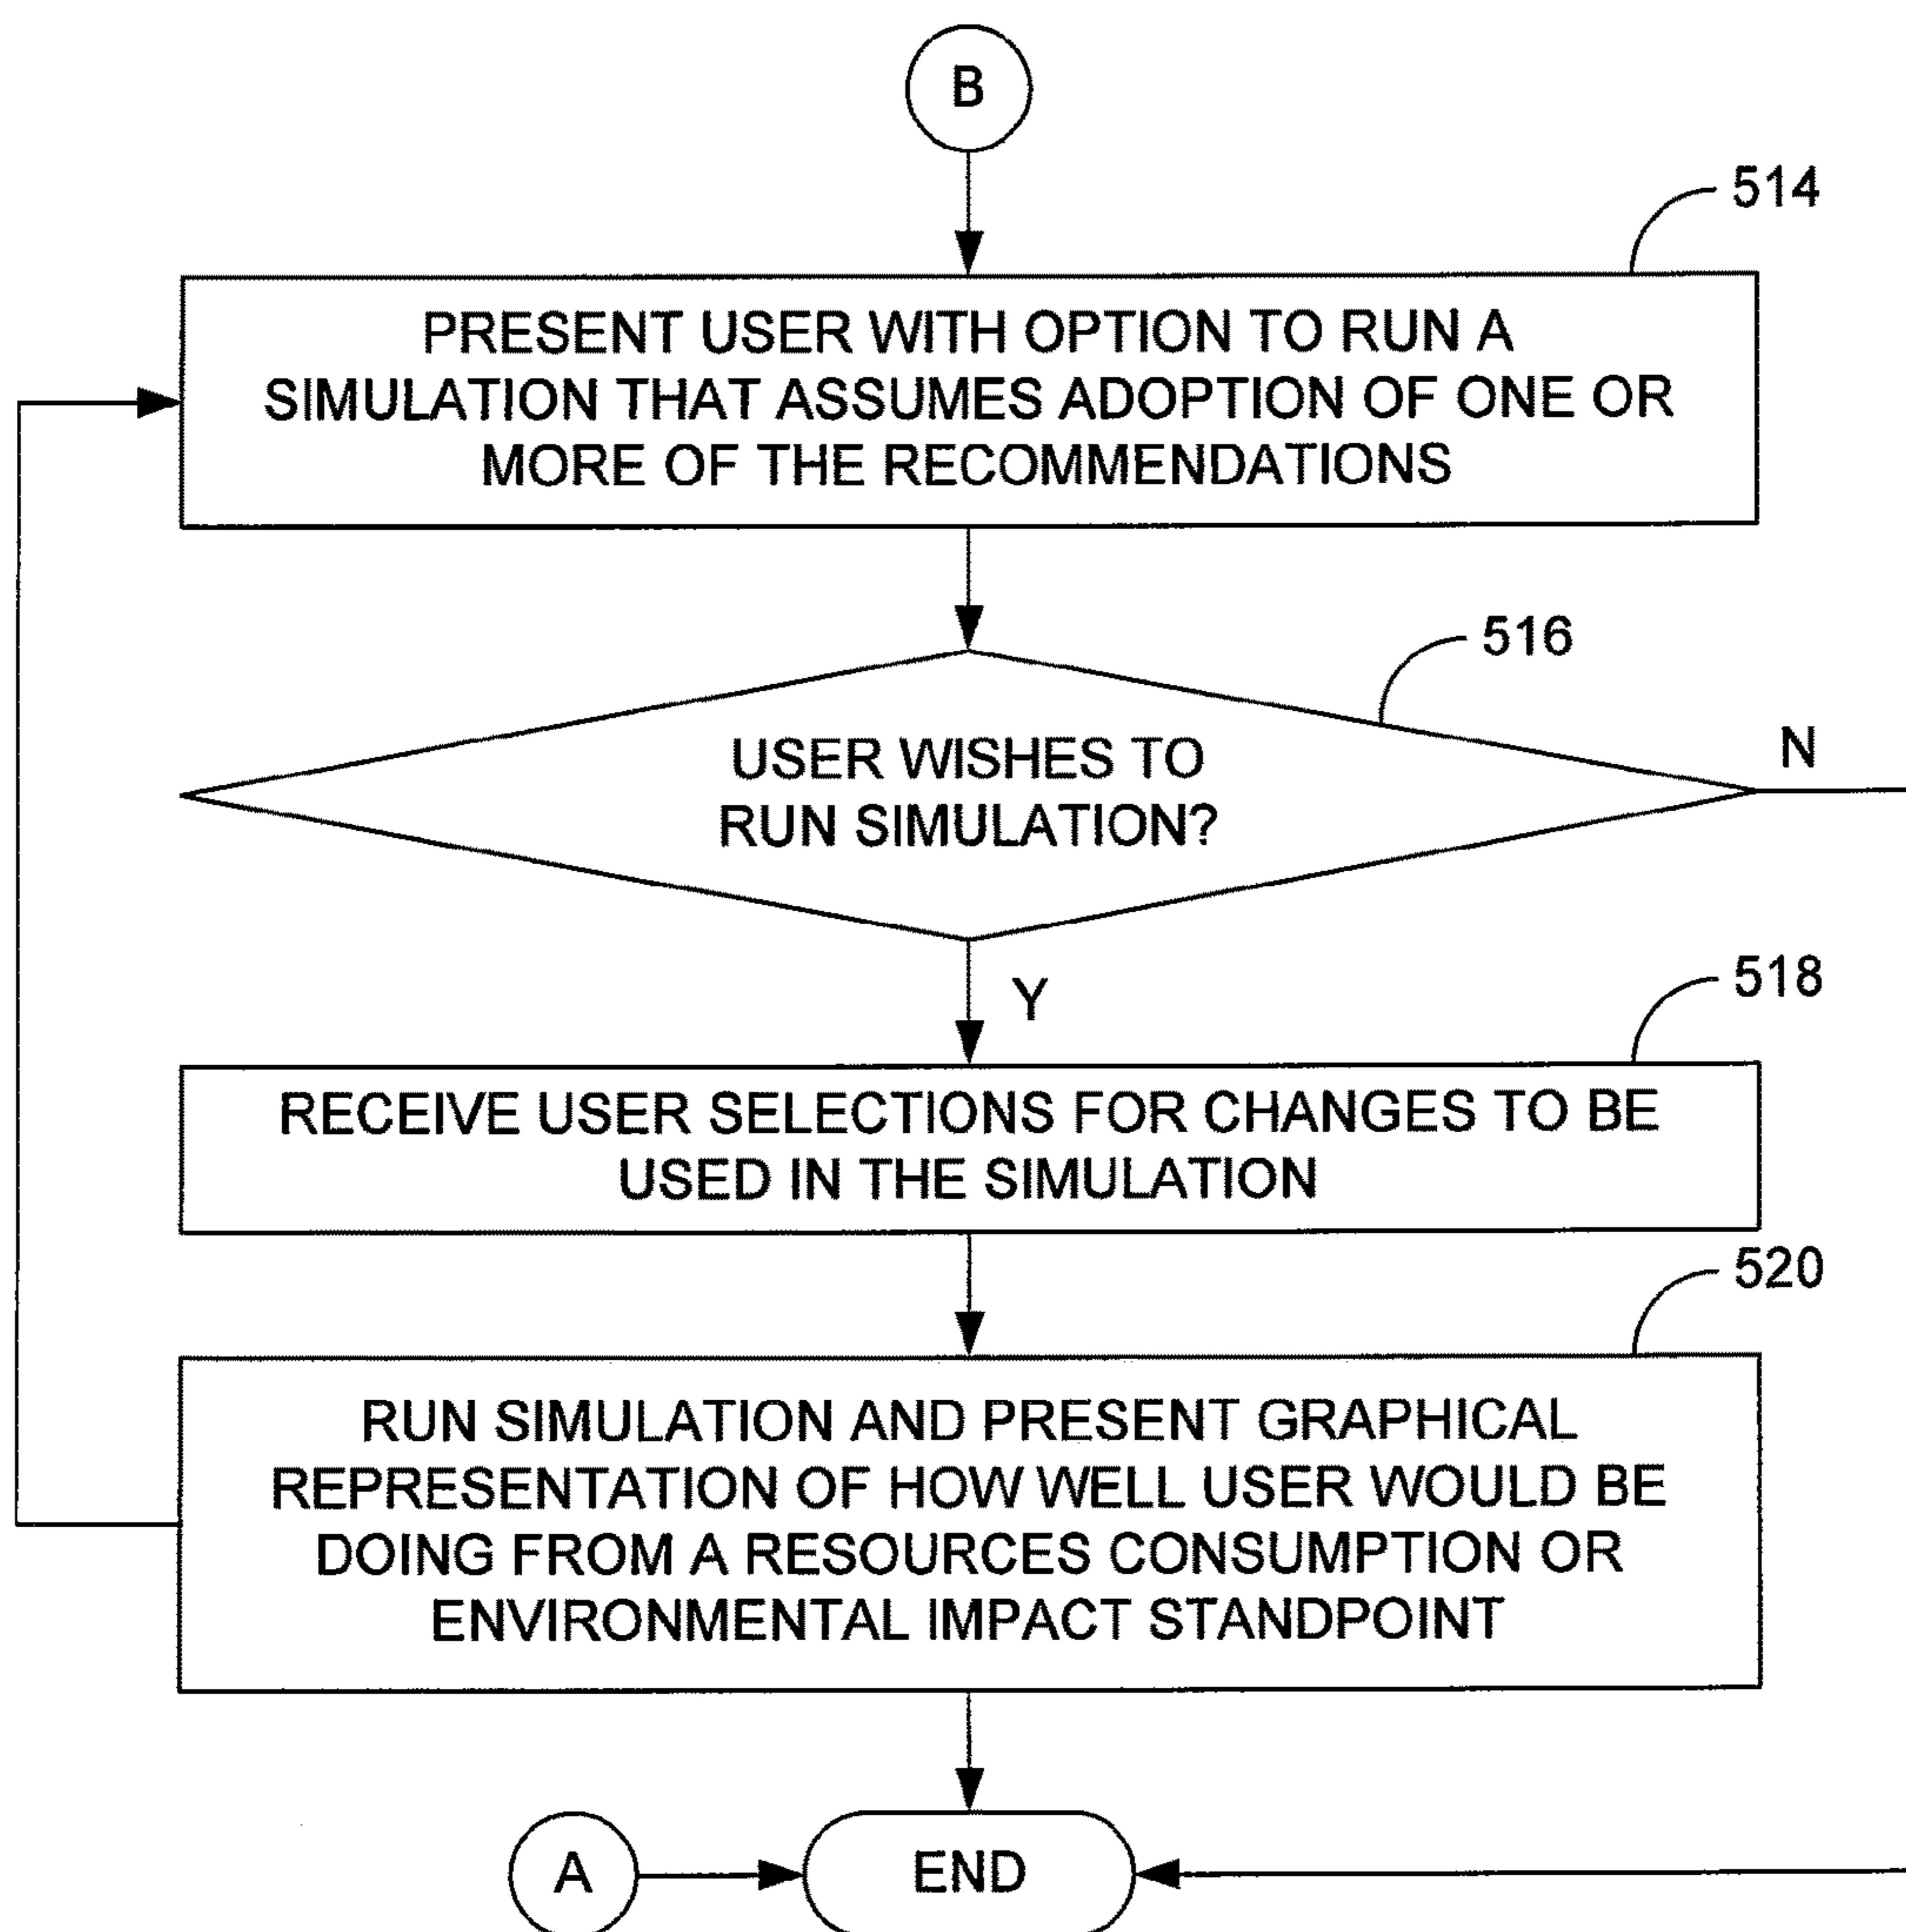 B
514
PRESENT USER WITH OPTION TO RUN A
SIMULATION THAT ASSUMES ADOPTION OF ONE OR
MORE OF THE RECOMMENDATIONS
516
USER WISHES TO
RUN SIMULATION?
N
Y
518
RECEIVE USER SELECTIONS FOR CHANGES TO BE
USED IN THE SIMULATION
520
RUN SIMULATION AND PRESENT GRAPHICAL
REPRESENTATION OF HOW WELL USER WOULD BE
DOING FROM A RESOURCES CONSUMPTION OR
ENVIRONMENTAL IMPACT STANDPOINT
A
END